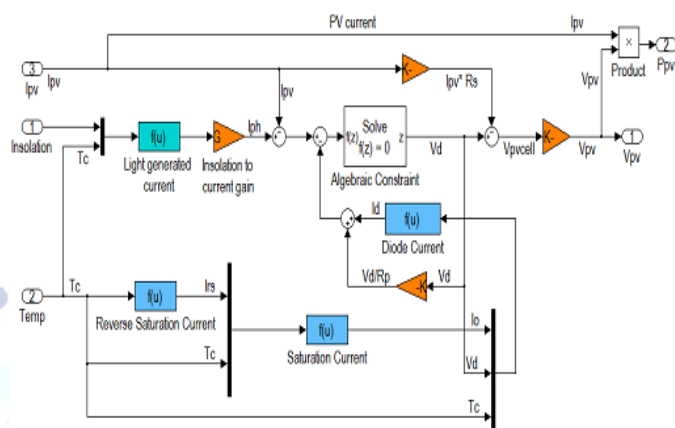 PV current
Ipv
3
Ipv
Ipv
K-
Ipv* Rs
Ipv
Vpv
×
Product
2
Ppv
1
Insolation
Tc
f(u)
Light generated
current
G
Insolation to
current gain
Iph
f(z)
Solve
f(z) = 0
z
Algebraic Constraint
Vd
Vpvcell
K-
Vpv
1
Vpv
Id
f(u)
Diode Current
Vd/Rp
-K
Vd
2
Temp
Tc
f(u)
Reverse Saturation Current
Irs
Tc
f(u)
Saturation Current
Io
Vd
Tc